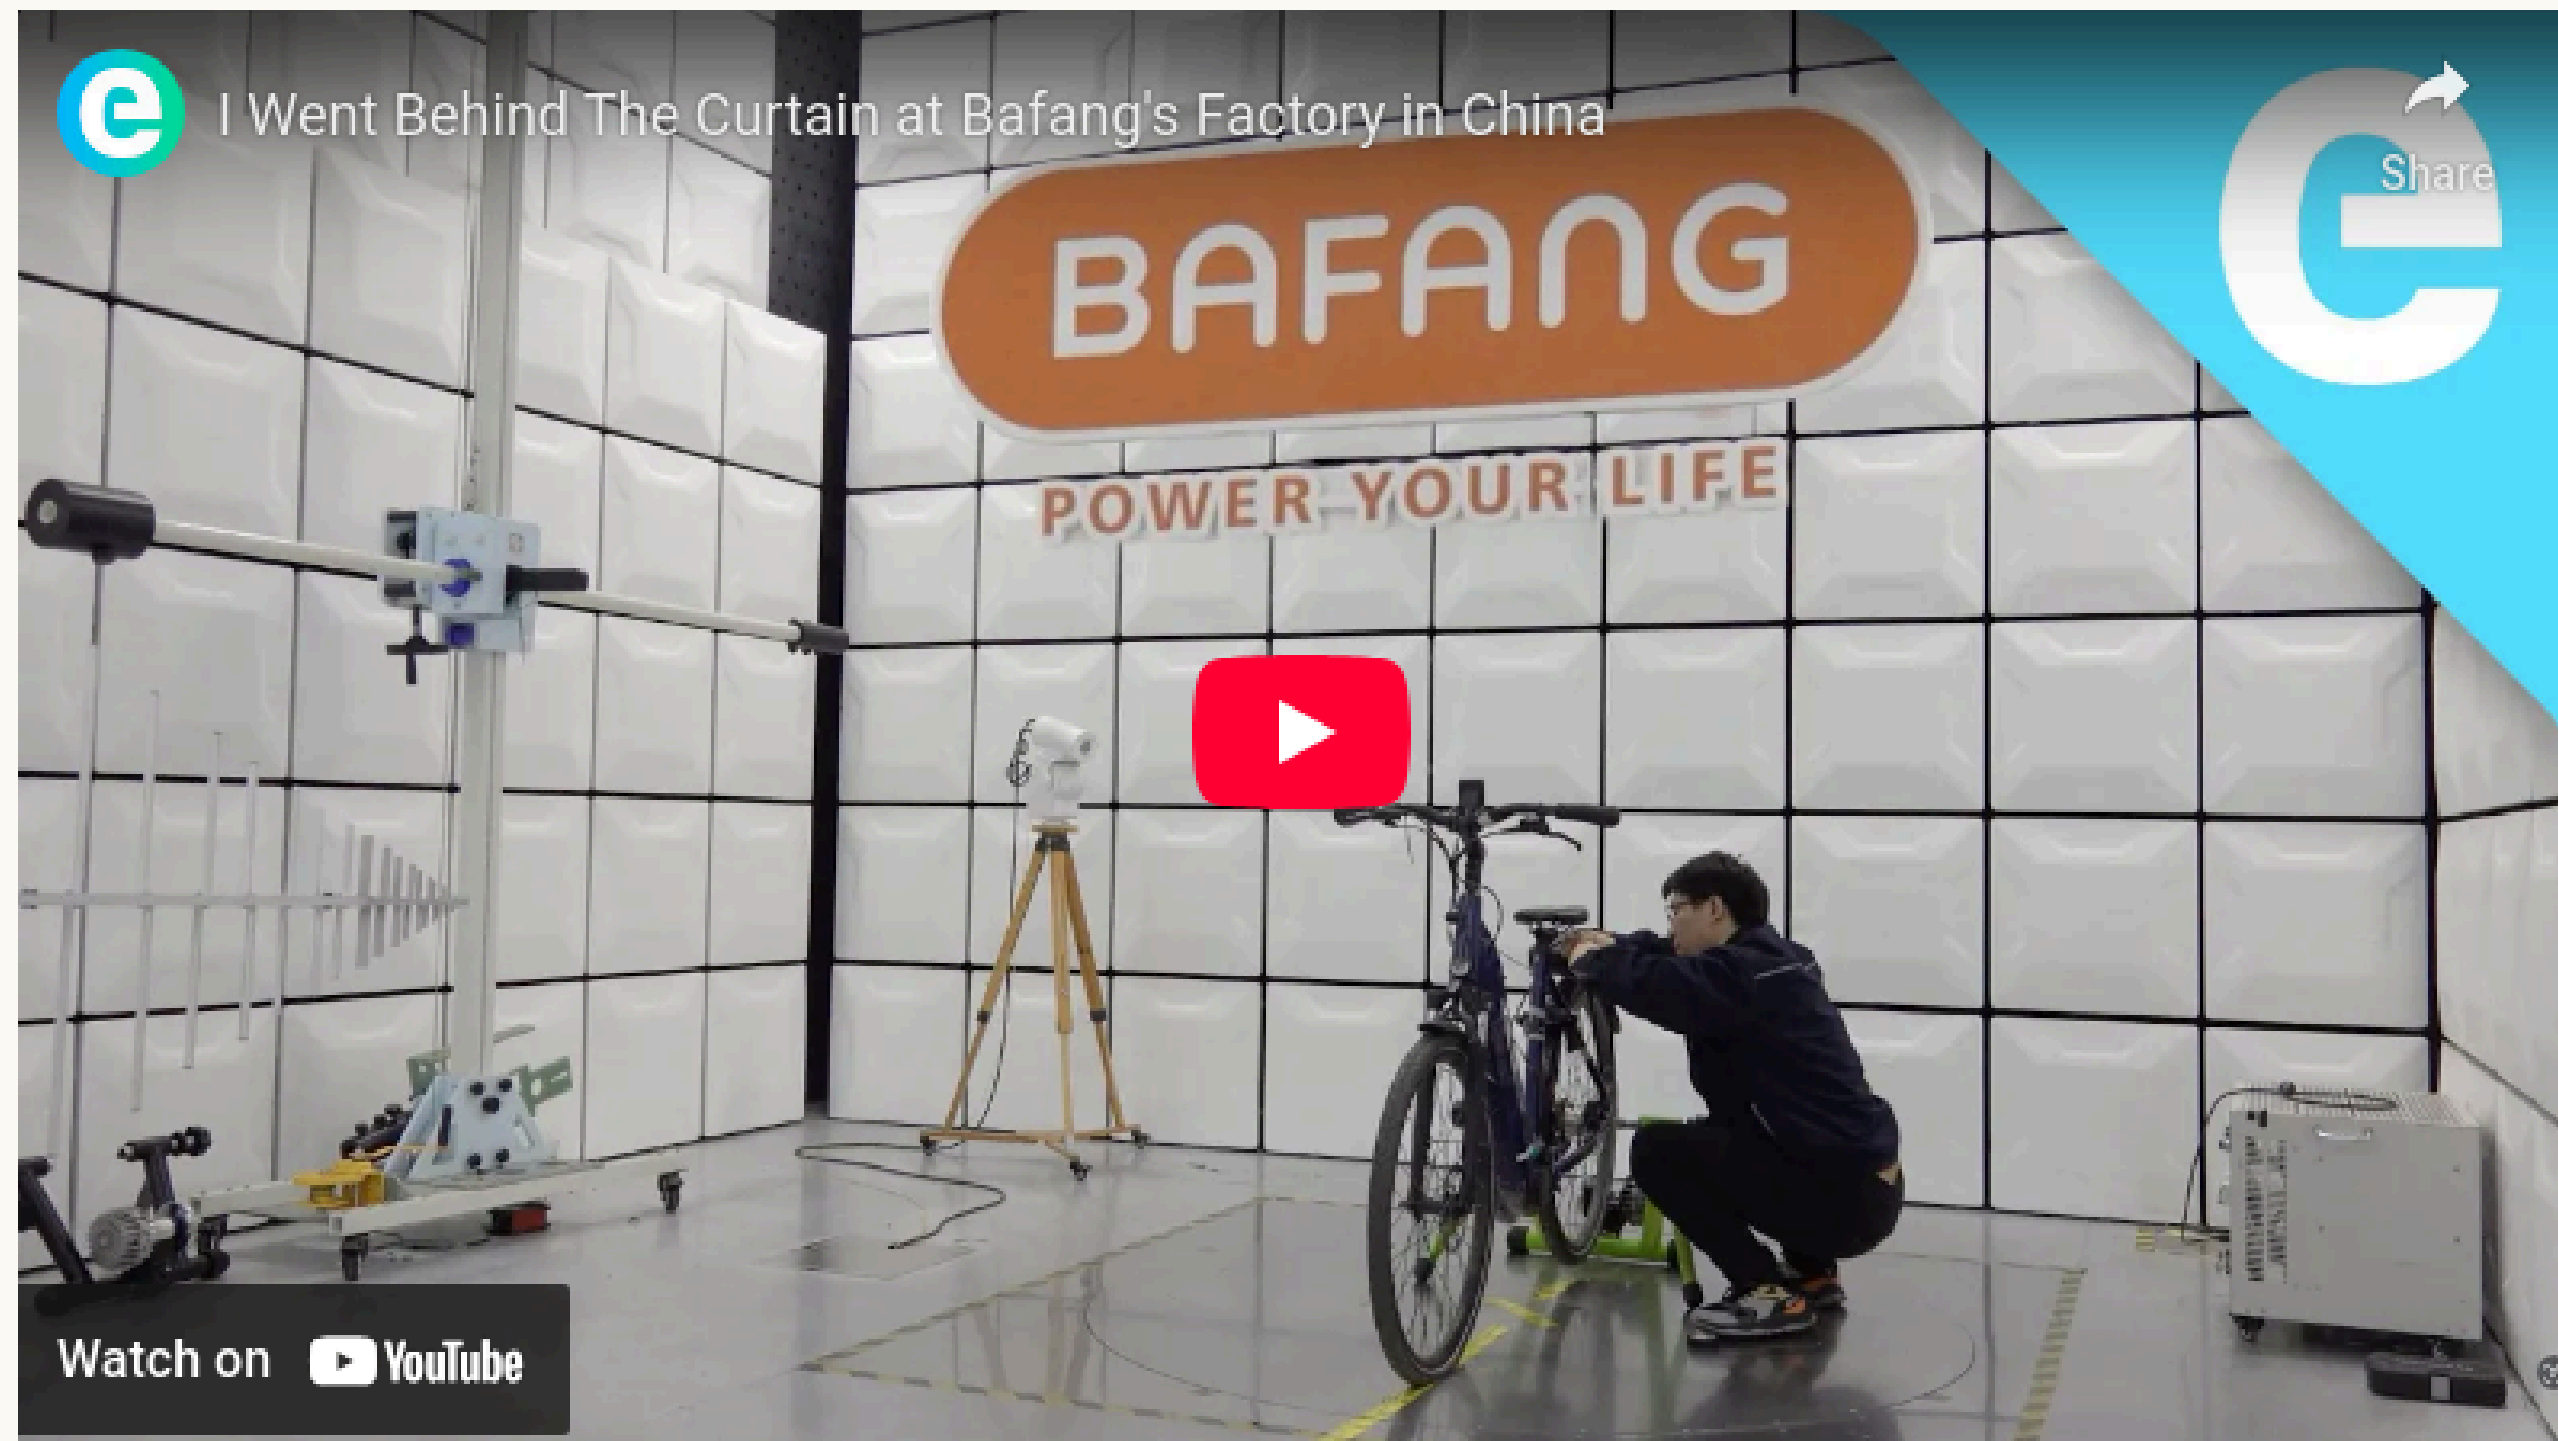 e I Went Behind The Curtain at Bafang's Factory in China
e
Share
BAFANG
POWER YOUR LIFE
Watch on YouTube